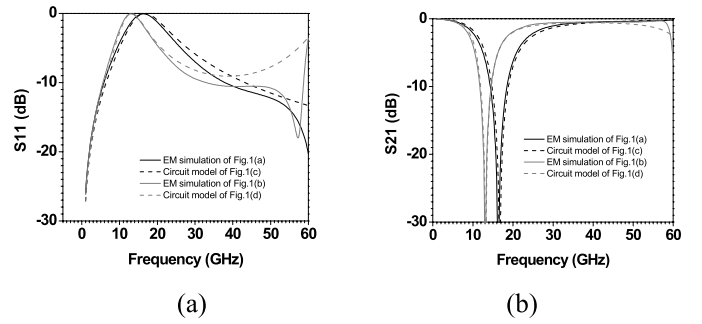 0
-10
-20
-30
S11 (dB)
EM simulation of Fig.1(a)
Circuit model of Fig.1(c)
EM simulation of Fig.1(b)
Circuit model of Fig.1(d)
0 10 20 30 40 50 60
Frequency (GHz)
(a)
0
-10
-20
-30
S21 (dB)
EM simulation of Fig.1(a)
Circuit model of Fig.1(c)
EM simulation of Fig.1(b)
Circuit model of Fig.1(d)
0 10 20 30 40 50 60
Frequency (GHz)
(b)